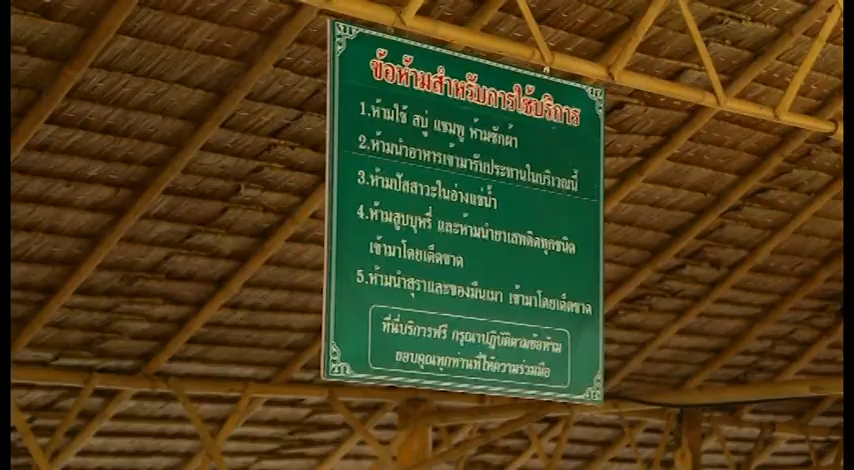 ข้อห้ามสำหรับการใช้บริการ
1.ห้ามใช้ สบู่ แชมพู ห้ามซักผ้า
2.ห้ามนำอาหารเข้ามารับประทานในบริเวณนี้
3.ห้ามปัสสาวะในอ่างแช่น้ำ
4.ห้ามสูบบุหรี่ และห้ามนำยาเสพติดทุกชนิด
เข้ามาโดยเด็ดขาด
5.ห้ามนำสุราและของมึนเมา เข้ามาโดยเด็ดขาด
ที่นี่บริการฟรี กรุณาปฏิบัติตามข้อห้าม
ขอบคุณทุกท่านที่ให้ความร่วมมือ